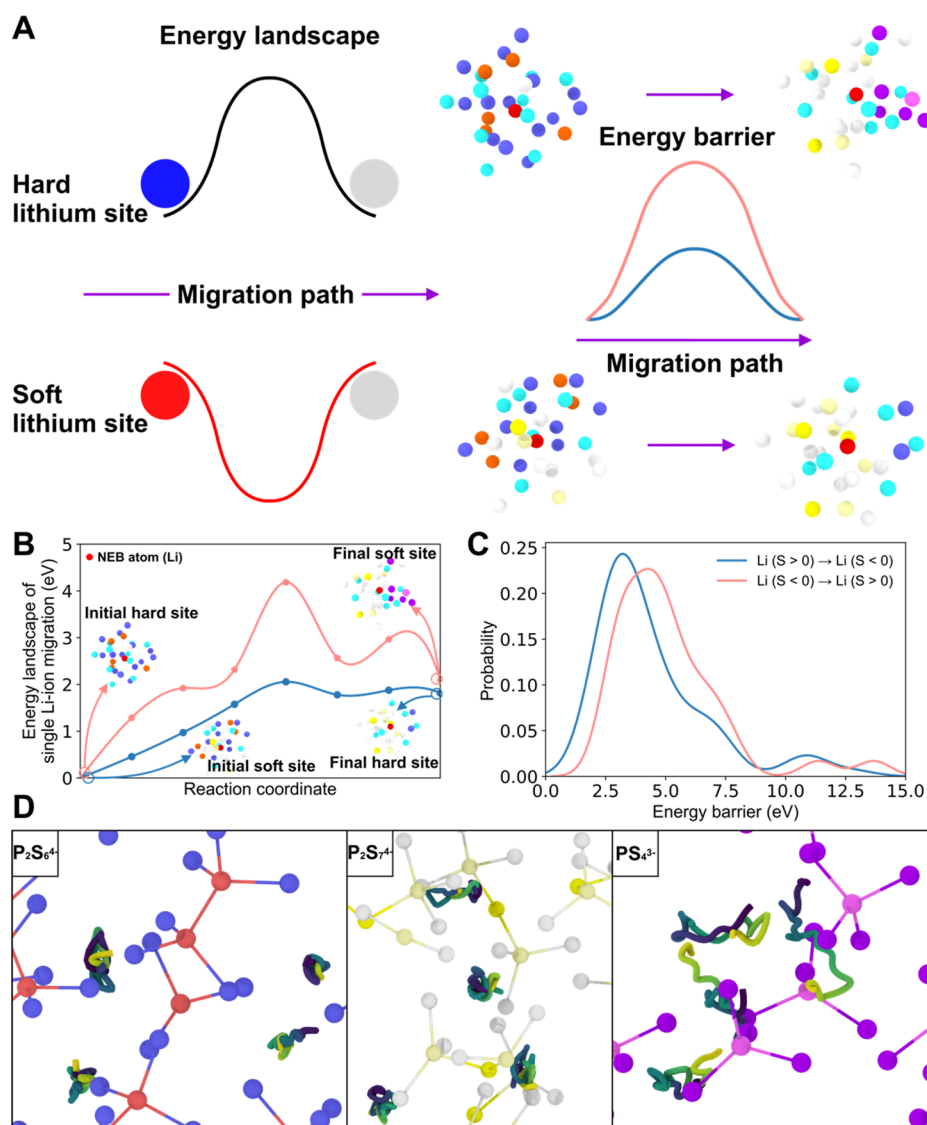 A
Energy landscape
Hard
lithium site
Migration path
Soft
lithium site
Energy barrier
Migration path
B
Energy landscape of
single Li-ion migration (eV)
5
4
3
2
1
0
NEB atom (Li)
Initial hard site
Final soft site
Initial soft site
Final hard site
Reaction coordinate
C
Probability
0.25
0.20
0.15
0.10
0.05
0.00
Li (S > 0) → Li (S < 0)
Li (S < 0) → Li (S > 0)
0.0 2.5 5.0 7.5 10.0 12.5 15.0
Energy barrier (eV)
D
P₂S₆⁴⁻
P₂S₇⁴⁻
PS₄³⁻